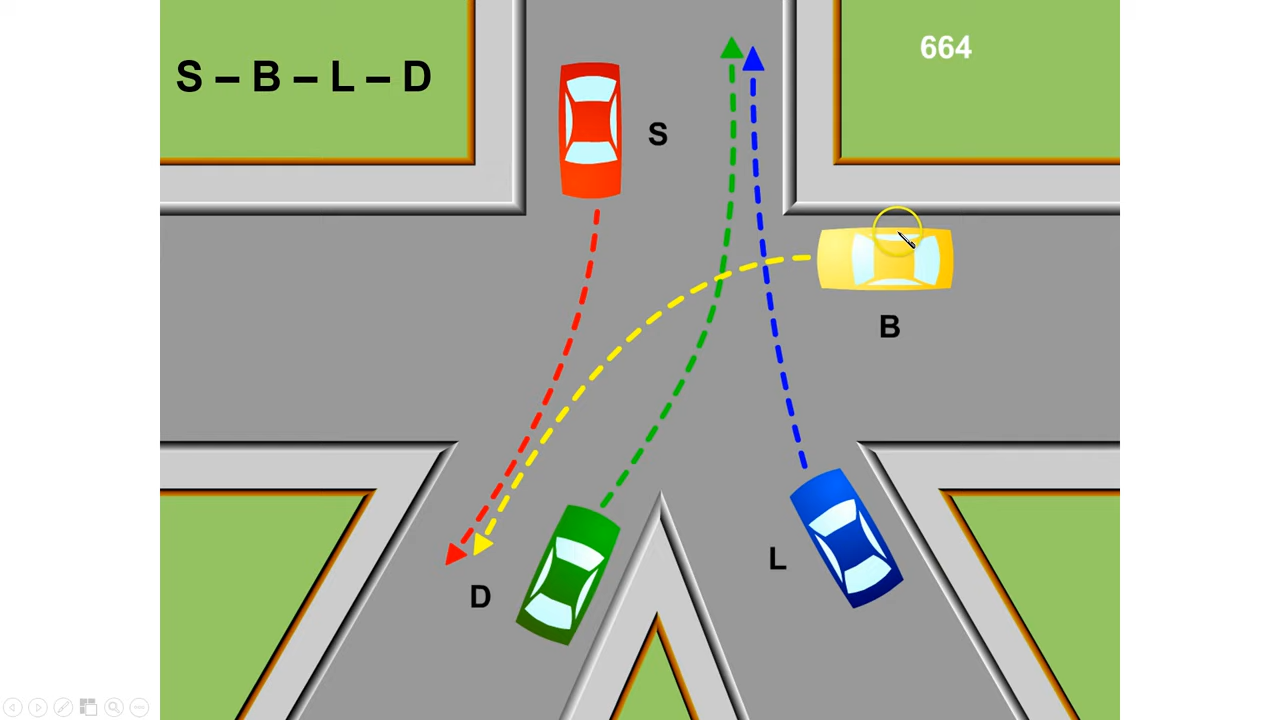 S – B – L – D
664
S
B
L
D